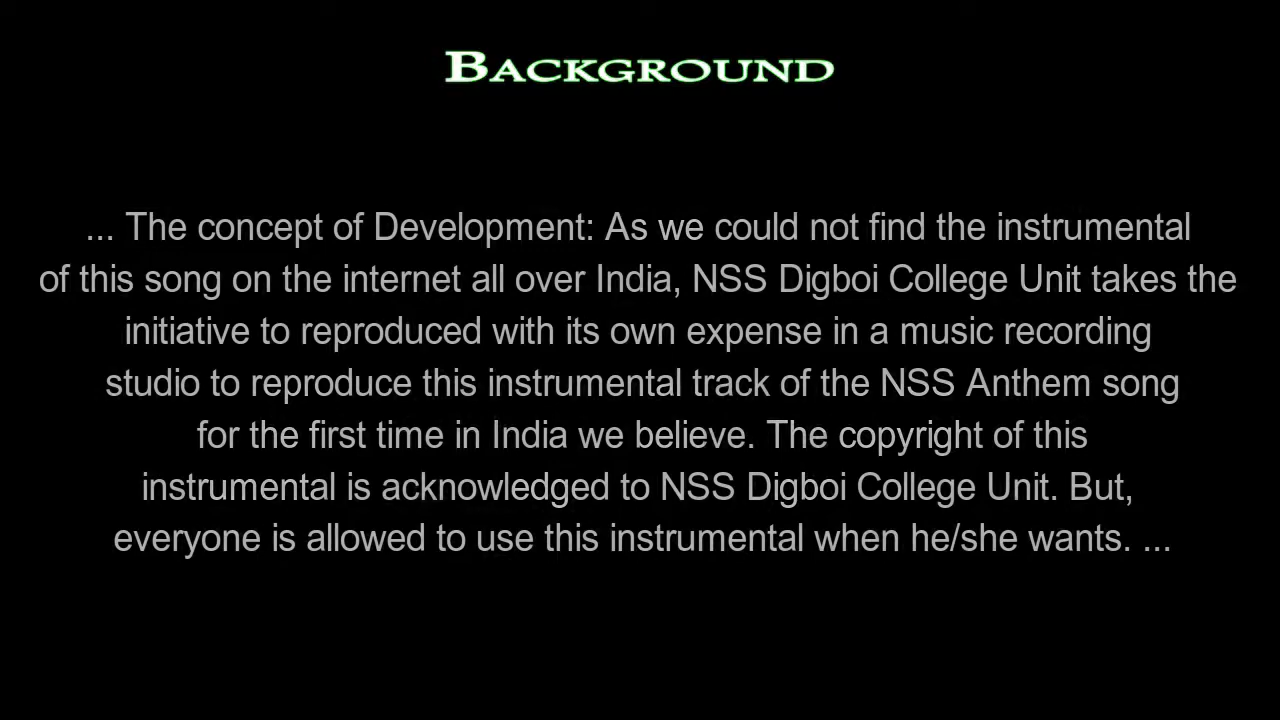 Background
... The concept of Development: As we could not find the instrumental
of this song on the internet all over India, NSS Digboi College Unit takes the
initiative to reproduced with its own expense in a music recording
studio to reproduce this instrumental track of the NSS Anthem song
for the first time in India we believe. The copyright of this
instrumental is acknowledged to NSS Digboi College Unit. But,
everyone is allowed to use this instrumental when he/she wants. ...